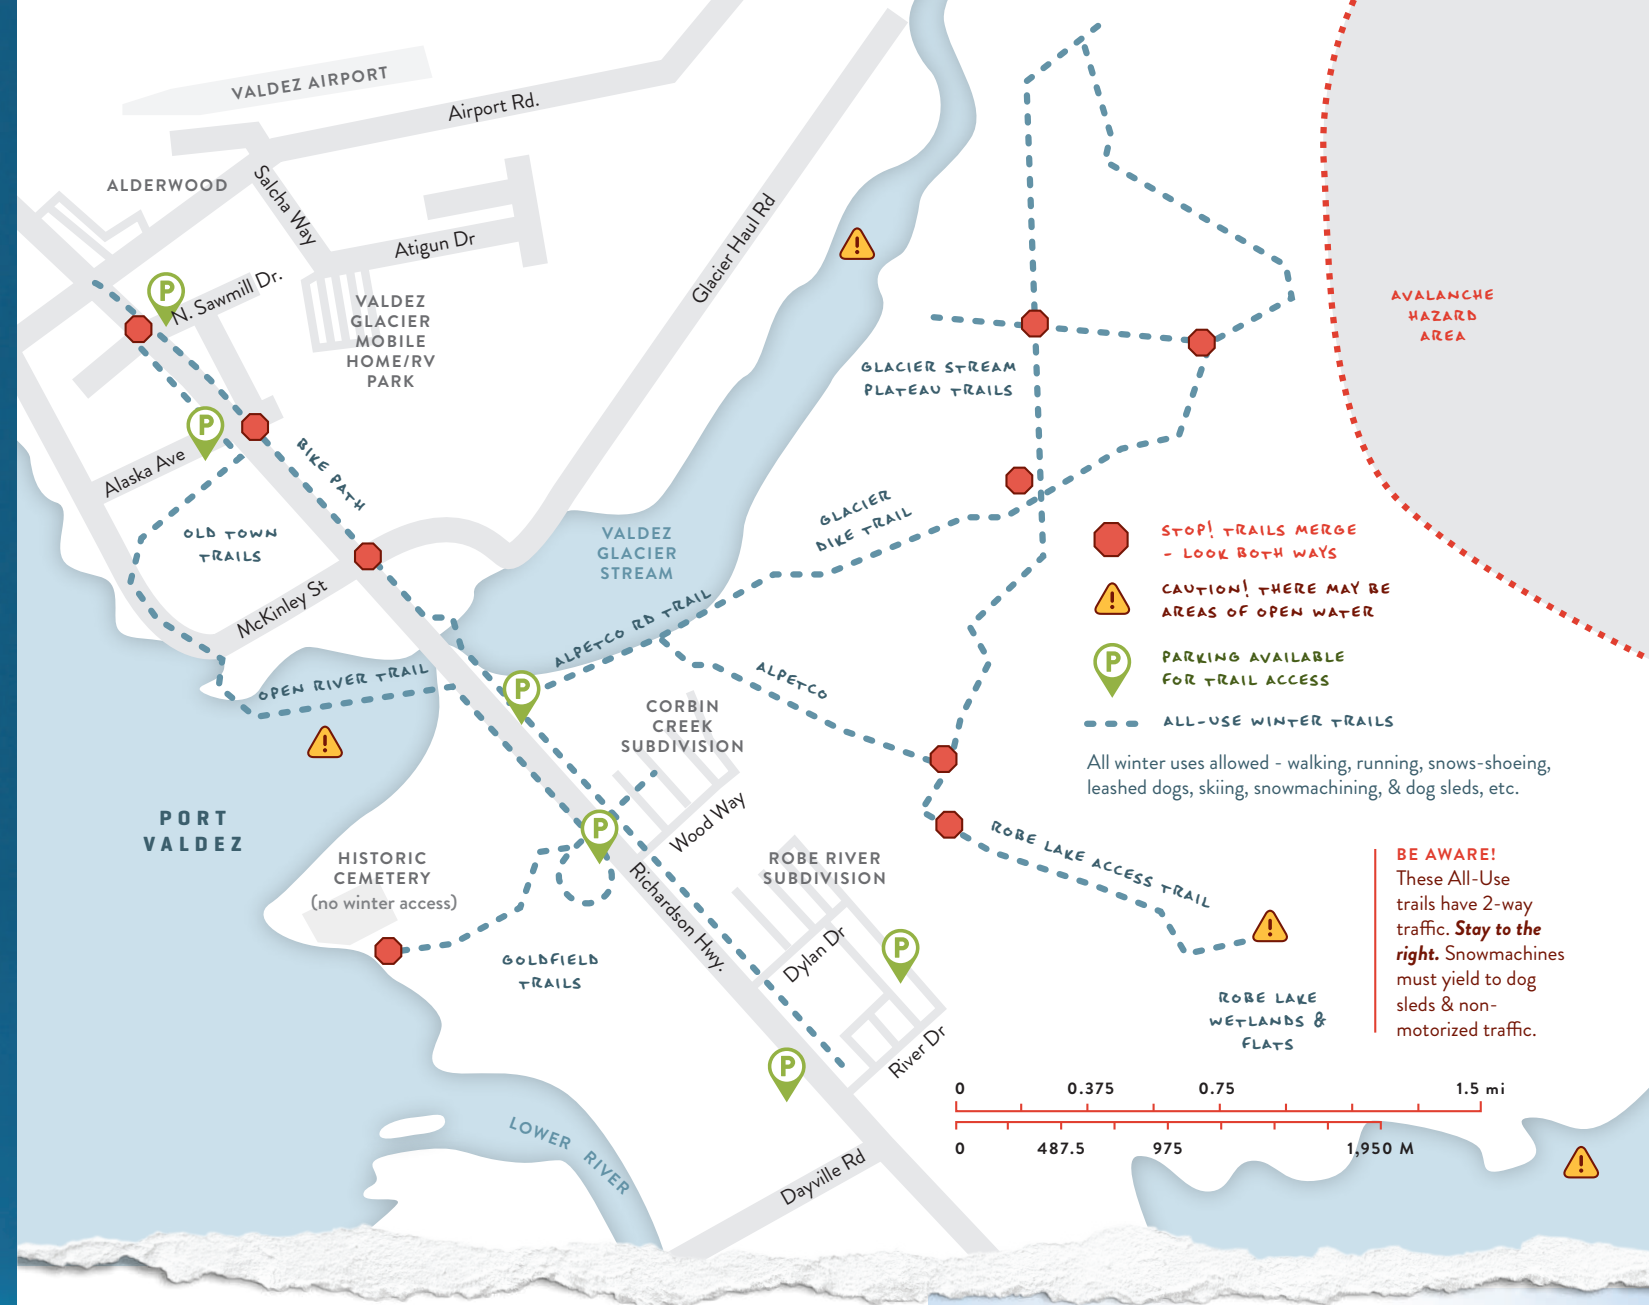 VALDEZ AIRPORT
Airport Rd.
ALDERWOOD
Salcha Way
Atigun Dr
Glacier Haul Rd
P
N. Sawmill Dr.
VALDEZ
GLACIER
MOBILE
HOME/RV
PARK
!
AVALANCHE
HAZARD
AREA
GLACIER STREAM
PLATEAU TRAILS
P
Alaska Ave
BIKE PATH
OLD TOWN
TRAILS
VALDEZ
GLACIER
STREAM
GLACIER
DIKE TRAIL
McKinley St
ALPETCO RD TRAIL
STOP! TRAILS MERGE
- LOOK BOTH WAYS
!
CAUTION! THERE MAY BE
AREAS OF OPEN WATER
P
PARKING AVAILABLE
FOR TRAIL ACCESS
ALL-USE WINTER TRAILS
All winter uses allowed - walking, running, snows-shoeing,
leashed dogs, skiing, snowmachining, & dog sleds, etc.
OPEN RIVER TRAIL
P
ALPETCO
!
CORBIN
CREEK
SUBDIVISION
PORT
VALDEZ
Wood Way
P
HISTORIC
CEMETERY
(no winter access)
Richardson Hwy.
ROBE RIVER
SUBDIVISION
ROBE LAKE ACCESS TRAIL
!
BE AWARE!
These All-Use
trails have 2-way
traffic. Stay to the
right. Snowmachines
must yield to dog
sleds & non-
motorized traffic.
Dylan Dr
P
GOLDFIELD
TRAILS
ROBE LAKE
WETLANDS &
FLATS
River Dr
P
0 0.375 0.75 1.5 mi
0 487.5 975 1,950 M
LOWER RIVER
Dayville Rd
!